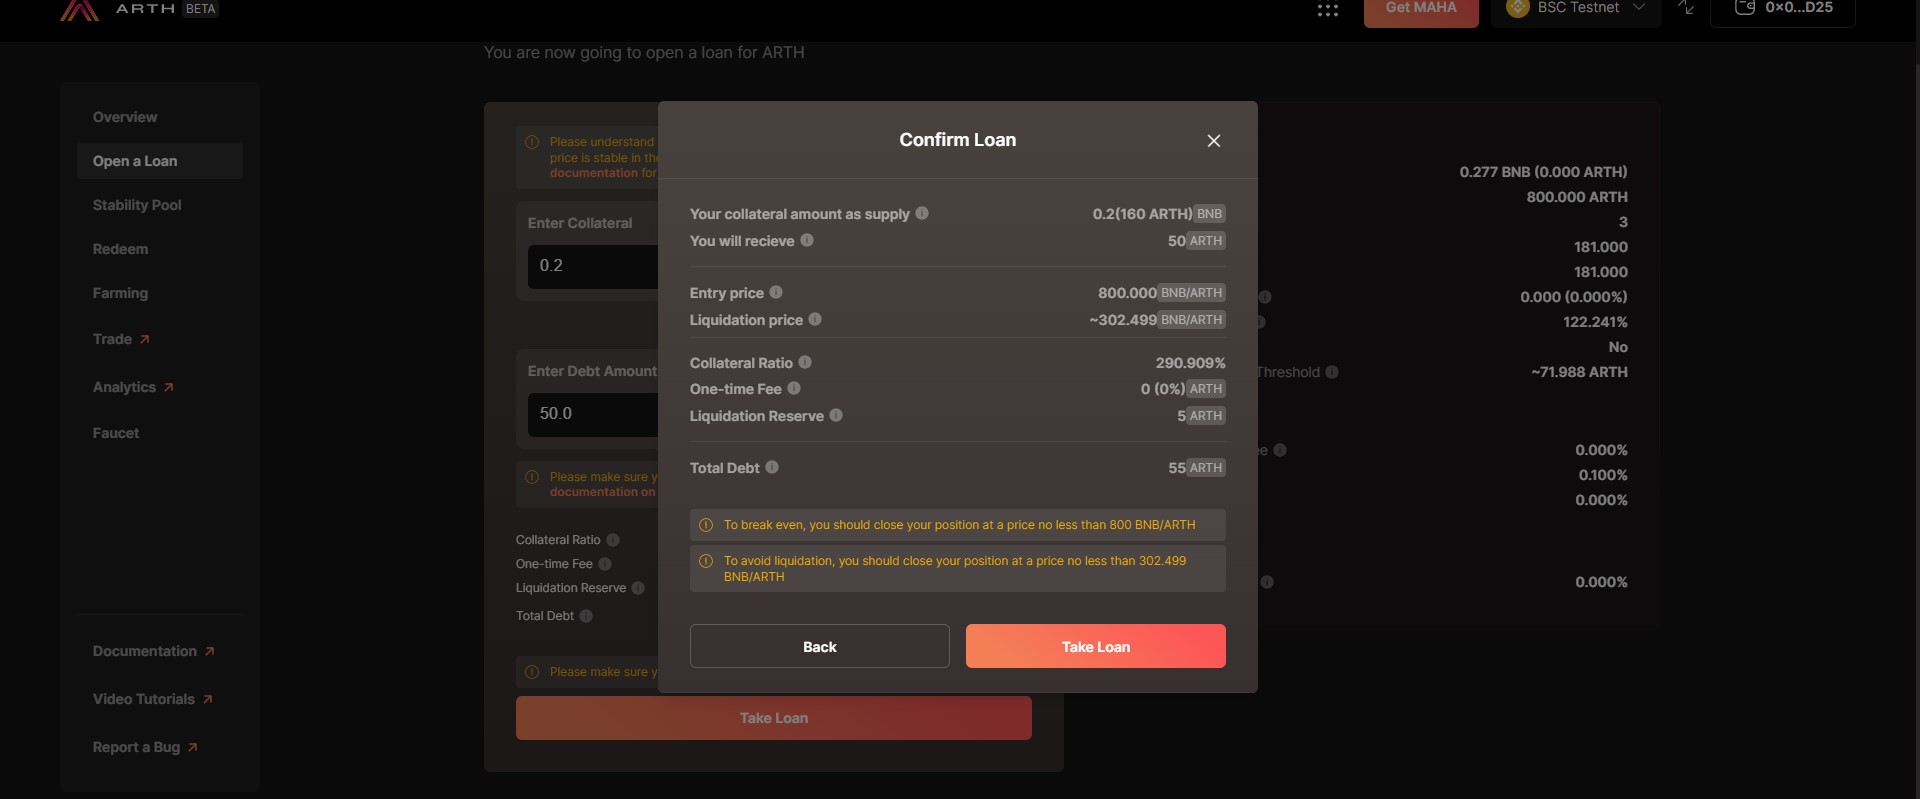 ARTH BETA
Get MAHA
BSC Testnet
0×0...D25
You are now going to open a loan for ARTH
Overview
Open a Loan
Stability Pool
Redeem
Farming
Trade
Analytics
Faucet
Documentation
Video Tutorials
Report a Bug
Please understand
price is stable in the
documentation for
Enter Collateral
0.2
Enter Debt Amount
50.0
Please make sure y
documentation on
Collateral Ratio
One-time Fee
Liquidation Reserve
Total Debt
Please make sure y
Take Loan
Confirm Loan
Your collateral amount as supply 0.2(160 ARTH) BNB
You will recieve 50 ARTH
Entry price 800.000 BNB/ARTH
Liquidation price ~302.499 BNB/ARTH
Collateral Ratio 290.909%
One-time Fee 0 (0%) ARTH
Liquidation Reserve 5 ARTH
Total Debt 55 ARTH
To break even, you should close your position at a price no less than 800 BNB/ARTH
To avoid liquidation, you should close your position at a price no less than 302.499
BNB/ARTH
Back
Take Loan
0.277 BNB (0.000 ARTH)
800.000 ARTH
3
181.000
181.000
0.000 (0.000%)
122.241%
No
Threshold ~71.988 ARTH
ee 0.000%
0.100%
0.000%
0.000%